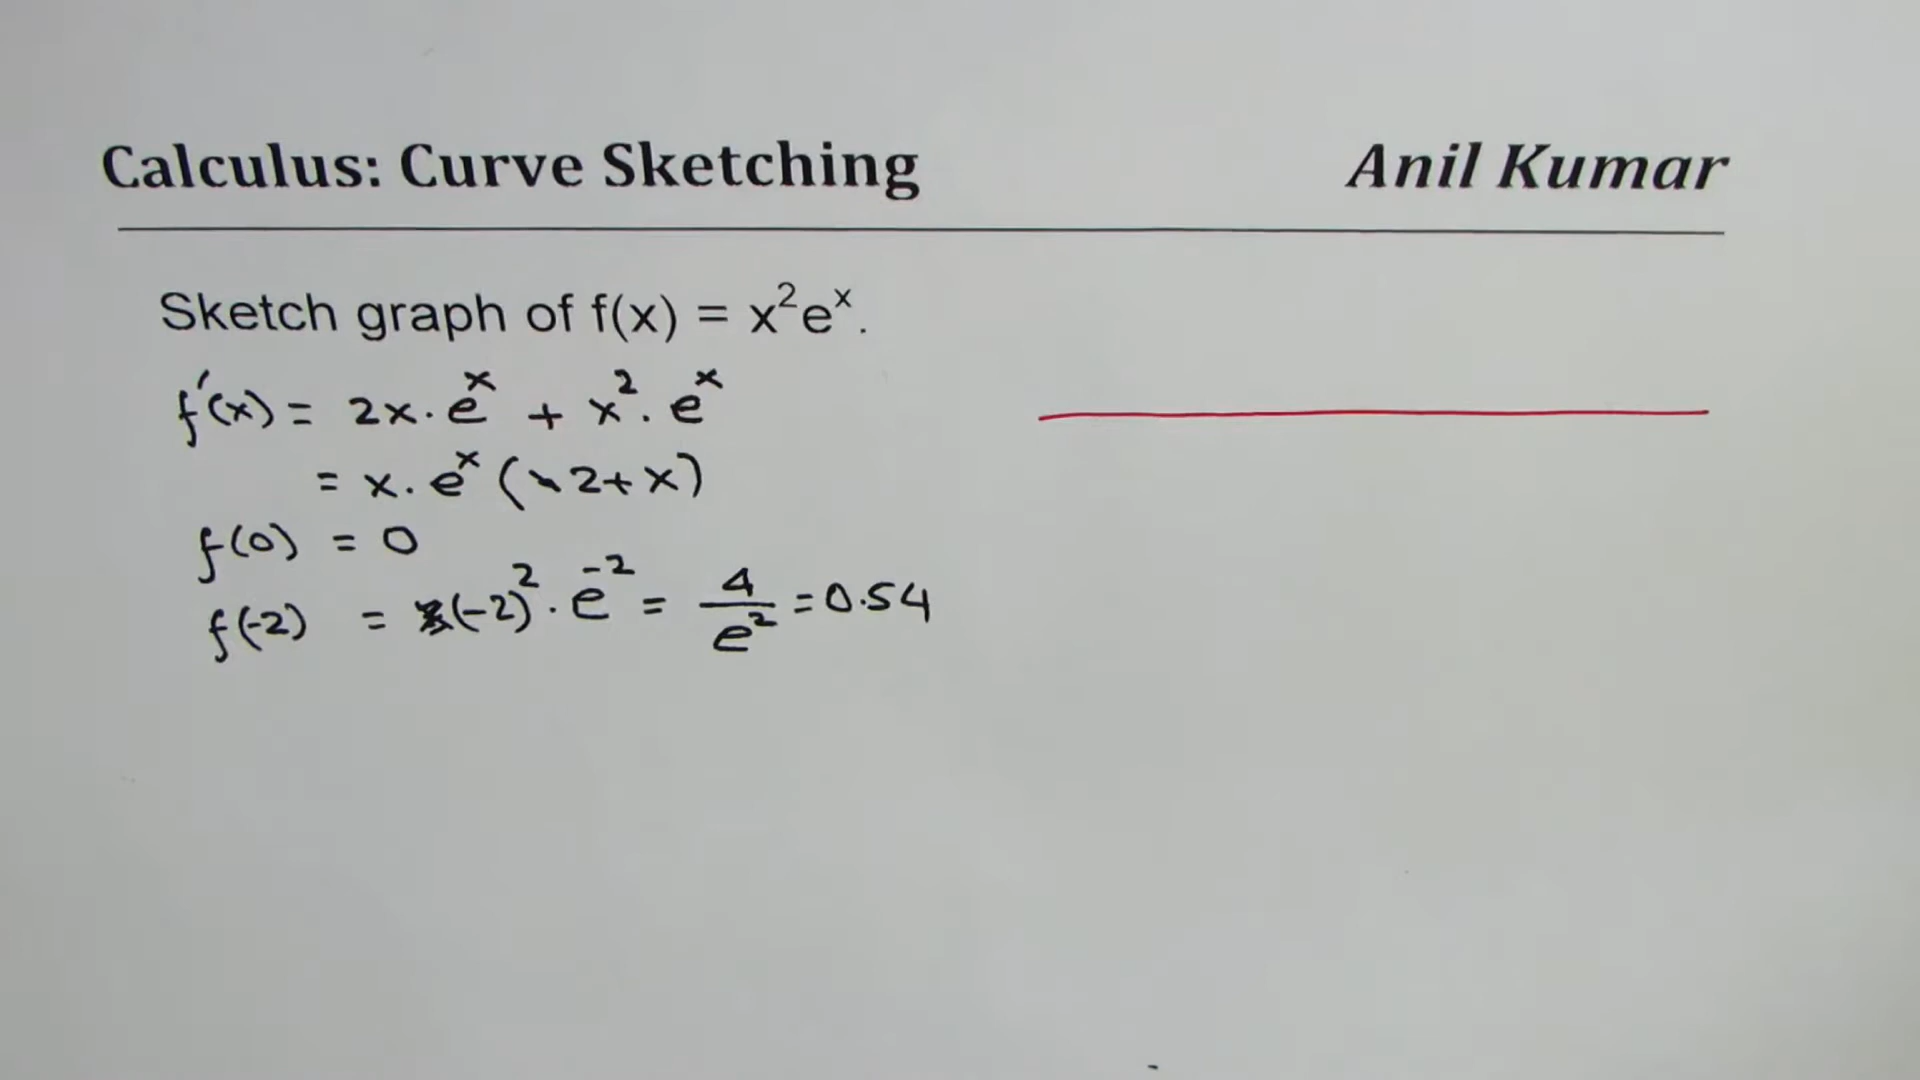 Calculus: Curve Sketching Anil Kumar
Sketch graph of f(x) = x²eˣ.
f'(x) = 2x·eˣ + x²·eˣ
= x·eˣ(2+x)
f(0) = 0
f(-2) = (-2)²·e⁻² = 4/e² = 0.54